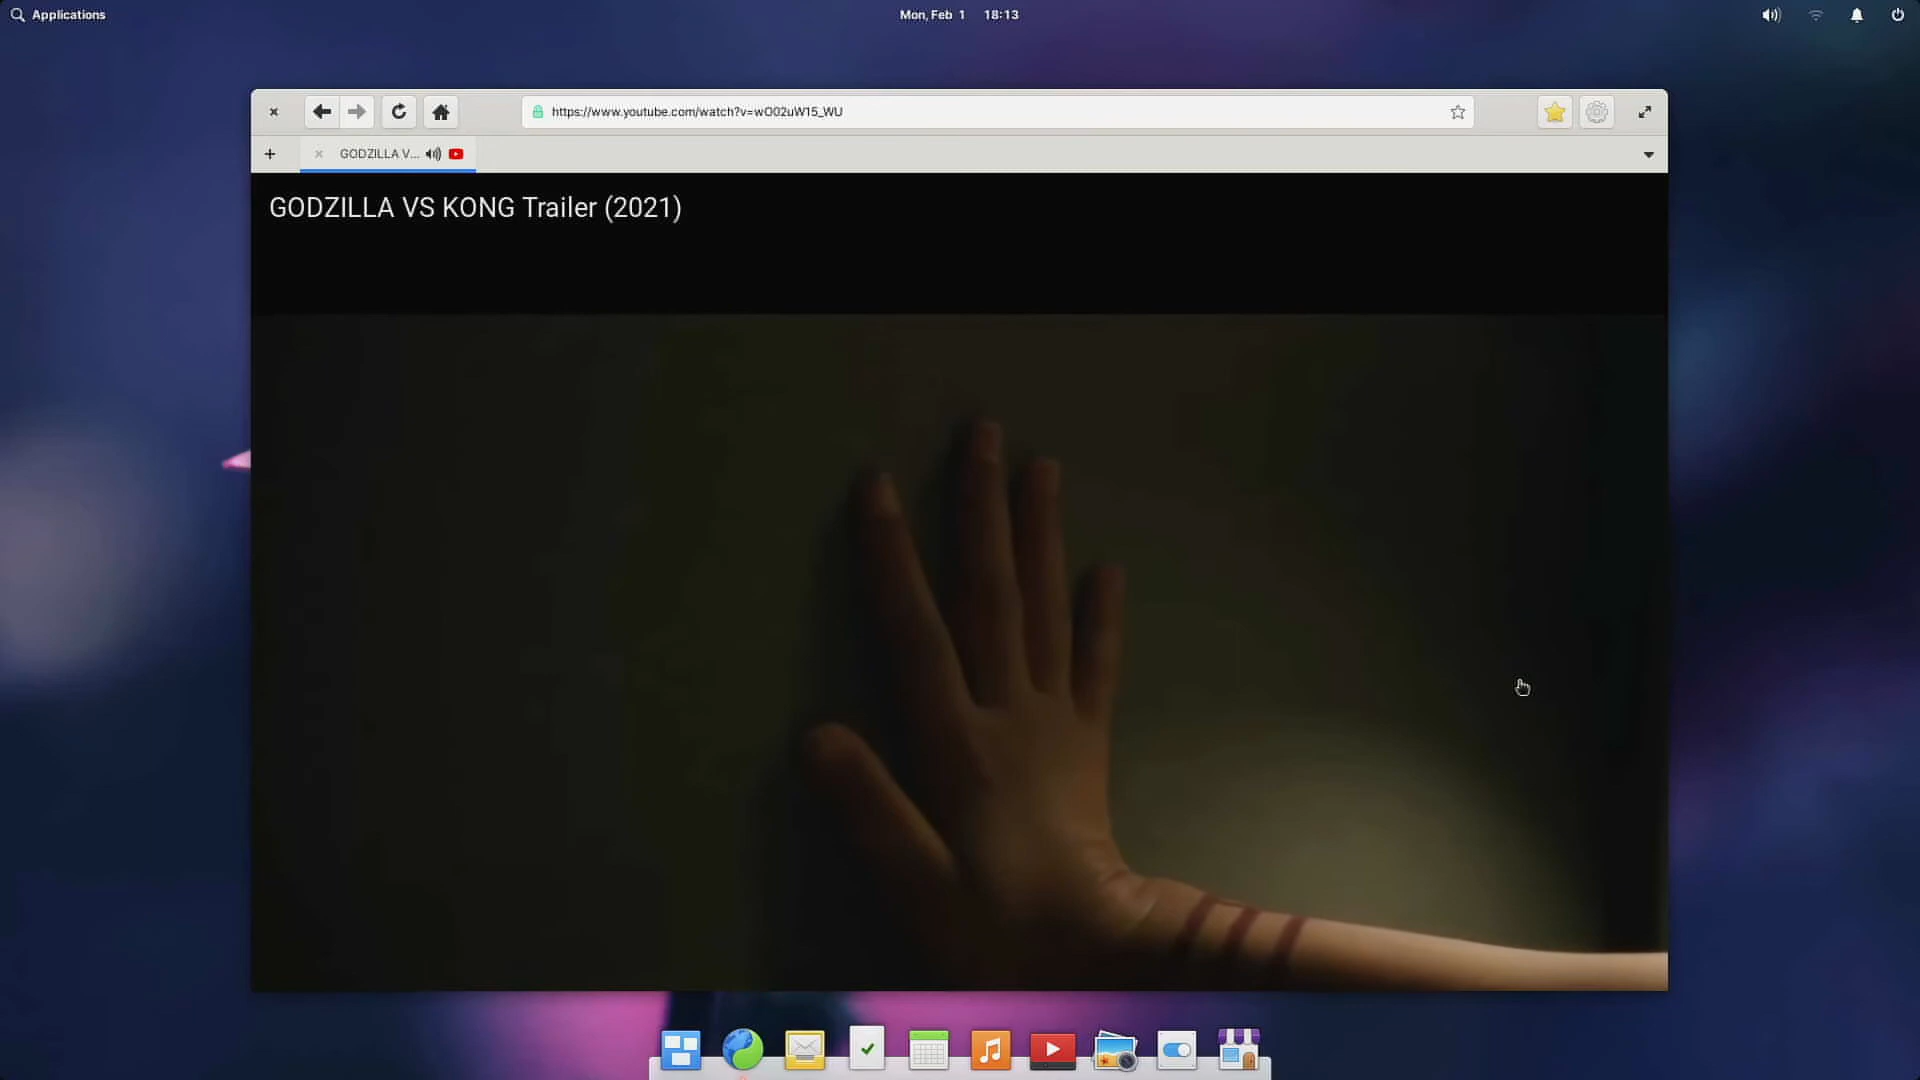 Applications
Mon, Feb 1 18:13
https://www.youtube.com/watch?v=wO02uW15_WU
GODZILLA V...
GODZILLA VS KONG Trailer (2021)